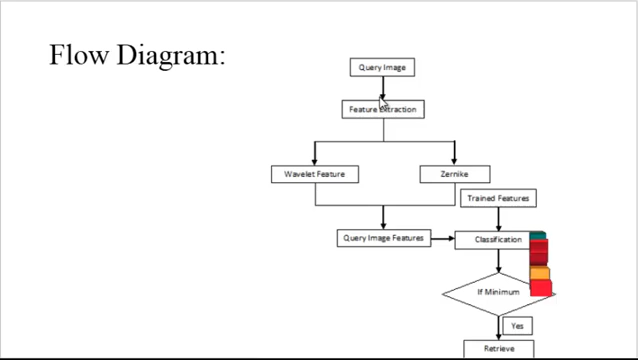 Flow Diagram:
Query Image
Feature Extraction
Wavelet Feature
Zernike
Trained Features
Query Image Features
Classification
If Minimum
Yes
Retrieve